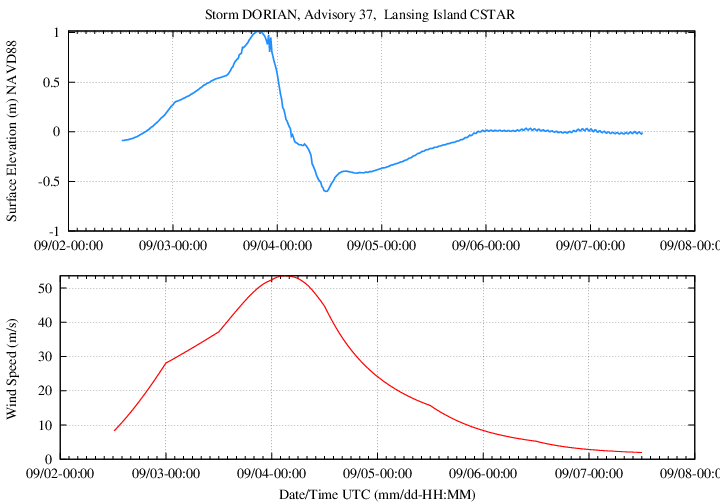 Storm DORIAN, Advisory 37,  Lansing Island CSTAR
Surface Elevation (m) NAVD88
1
0.5
0
-0.5
-1
09/02-00:00 09/03-00:00 09/04-00:00 09/05-00:00 09/06-00:00 09/07-00:00 09/08-0
Wind Speed (m/s)
50
40
30
20
10
0
09/02-00:00 09/03-00:00 09/04-00:00 09/05-00:00 09/06-00:00 09/07-00:00 09/08-0
Date/Time UTC (mm/dd-HH:MM)